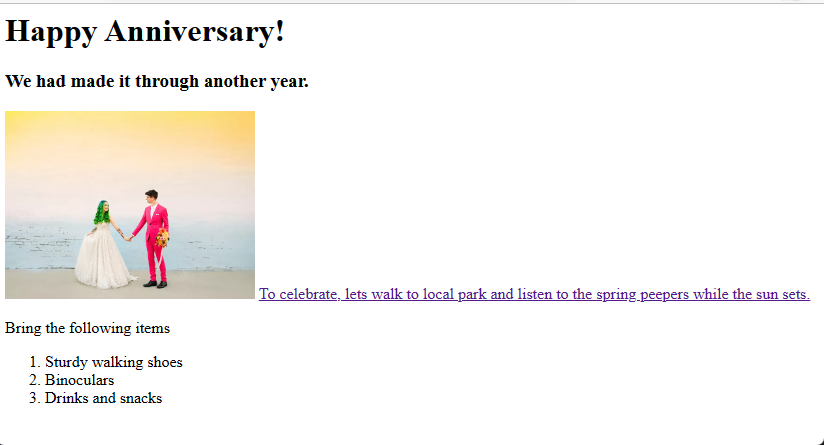 Happy Anniversary!
We had made it through another year.
To celebrate, lets walk to local park and listen to the spring peepers while the sun sets.
Bring the following items
1. Sturdy walking shoes
2. Binoculars
3. Drinks and snacks